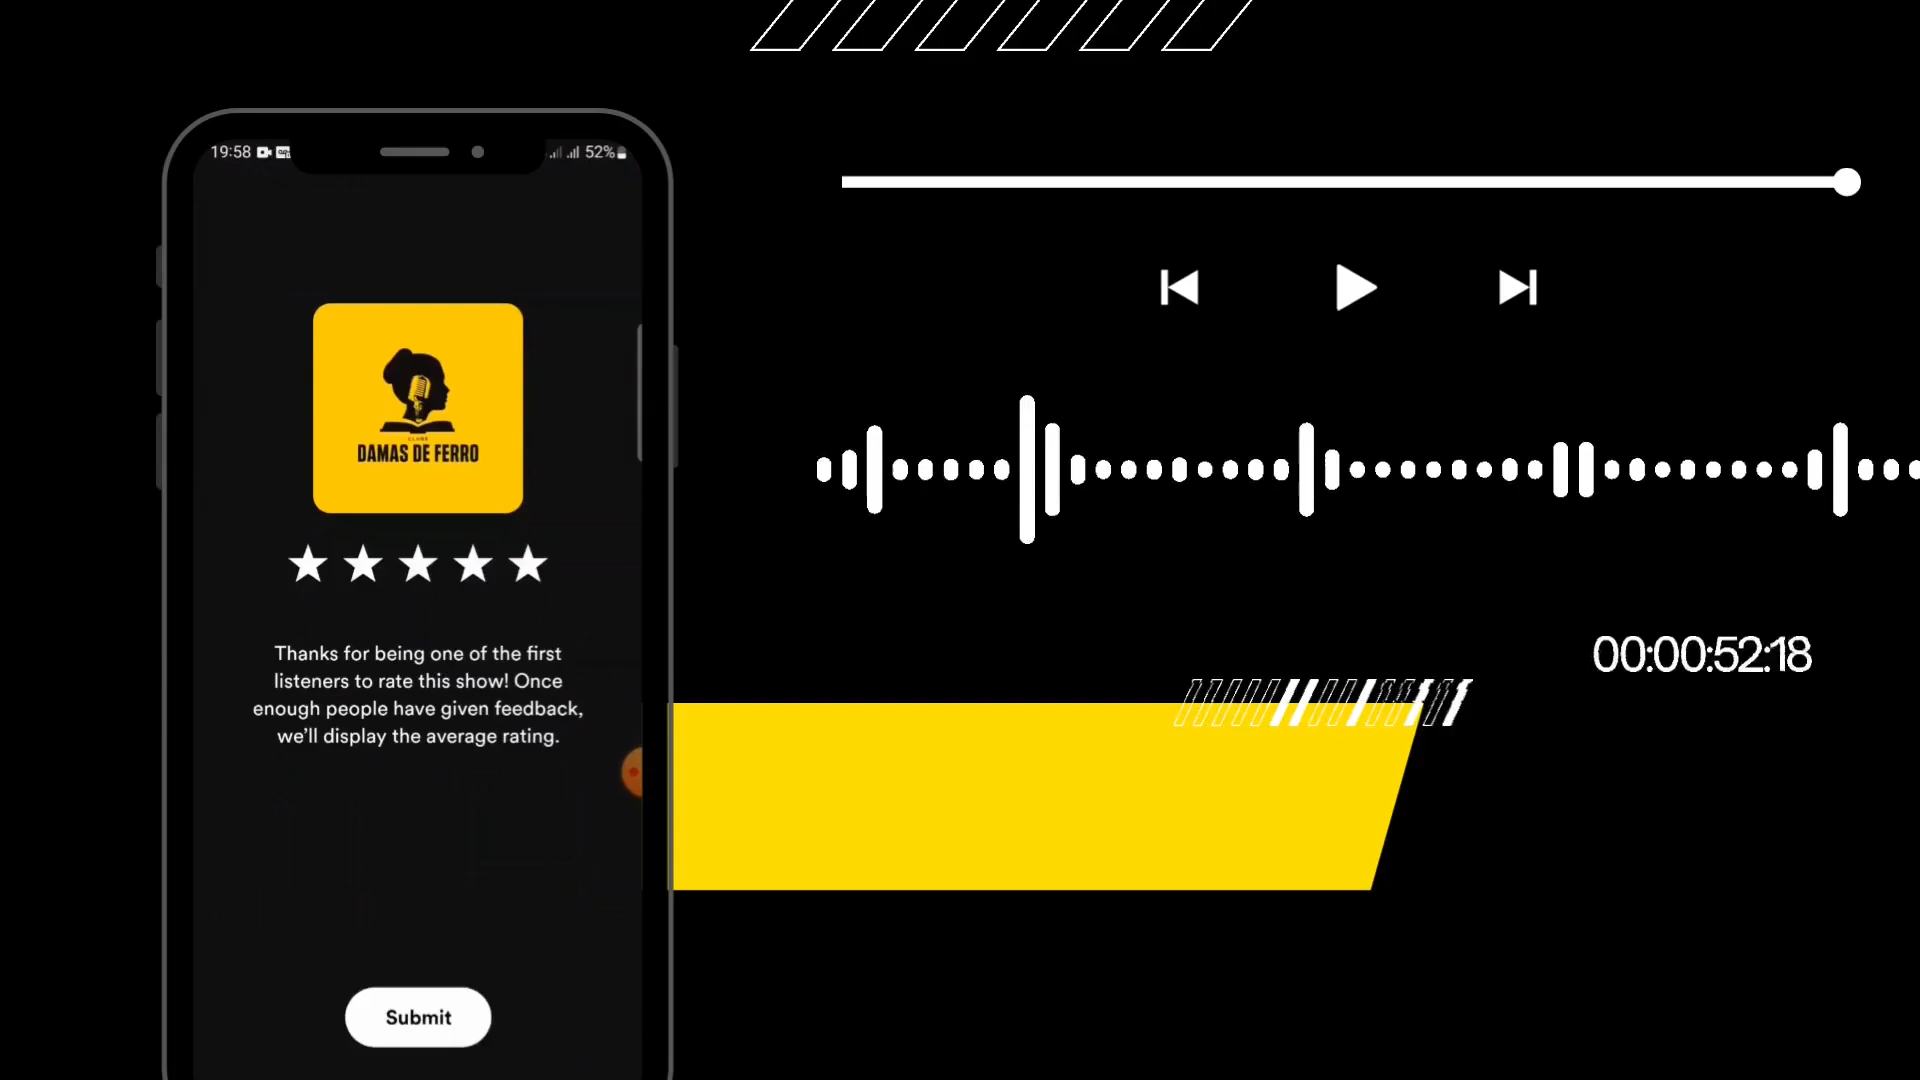 19:58
52%
CLUBE
DAMAS DE FERRO
Thanks for being one of the first
listeners to rate this show! Once
enough people have given feedback,
we'll display the average rating.
Submit
00:00:52:18